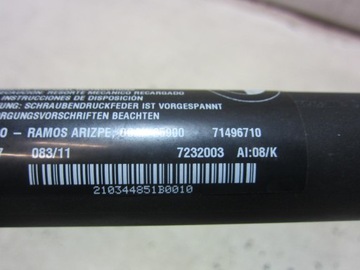 RESORTE MECANICO RECARGADO
INSTRUCCIONES DE DISPOSICIÓN
SCHRAUBENDRUCKFEDER IST VORGESPANNT
BEACHTEN
O – RAMOS ARIZPE, 71496710
083/11 7232003 AI:08/K
210344851B0010